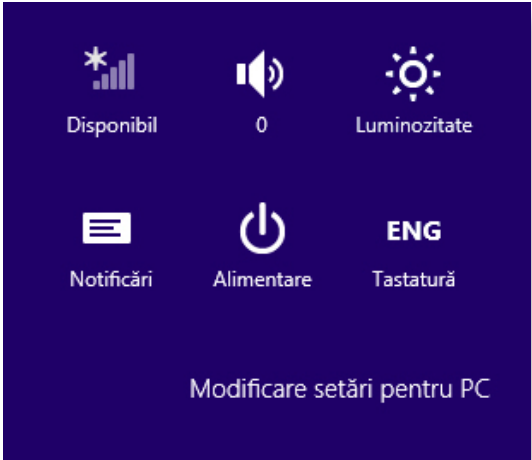 Disponibil
0
Luminozitate
Notificări
ENG
Alimentare
Tastatură
Modificare setări pentru PC